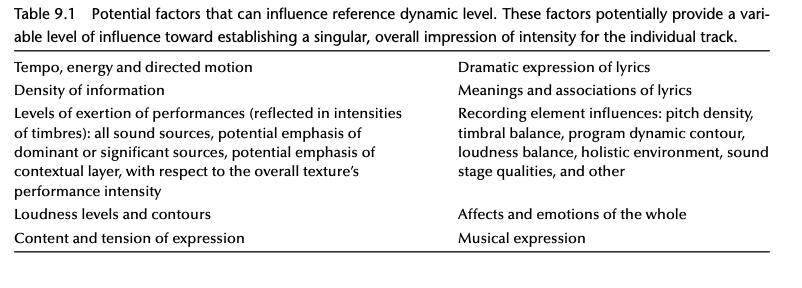 Table 9.1 Potential factors that can influence reference dynamic level. These factors potentially provide a vari-
able level of influence toward establishing a singular, overall impression of intensity for the individual track.
Tempo, energy and directed motion
Density of information
Levels of exertion of performances (reflected in intensities
of timbres): all sound sources, potential emphasis of
dominant or significant sources, potential emphasis of
contextual layer, with respect to the overall texture's
performance intensity
Loudness levels and contours
Content and tension of expression
Dramatic expression of lyrics
Meanings and associations of lyrics
Recording element influences: pitch density,
timbral balance, program dynamic contour,
loudness balance, holistic environment, sound
stage qualities, and other
Affects and emotions of the whole
Musical expression